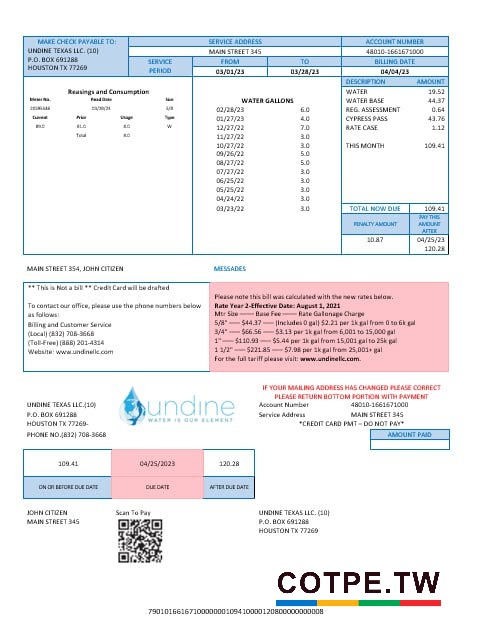 MAKE CHECK PAYABLE TO:
UNDINE TEXAS LLC. (10)
P.O. BOX 691288
HOUSTON TX 77269
SERVICE ADDRESS
MAIN STREET 345
ACCOUNT NUMBER
48010-1661671000
SERVICE PERIOD
FROM
TO
03/01/23
03/28/23
BILLING DATE
04/04/23
Reasings and Consumption
Meter No.
Read Date
Size
03/28/23
5/8
Current
Prior
Usage
Type
89.0
81.0
8.0
W
Total
8.0
WATER GALLONS
02/28/23 6.0
01/27/23 4.0
12/27/22 7.0
11/27/22 3.0
10/27/22 3.0
09/26/22 5.0
08/27/22 5.0
07/27/22 3.0
06/25/22 3.0
05/25/22 3.0
04/24/22 3.0
03/23/22 3.0
DESCRIPTION AMOUNT
WATER 19.52
WATER BASE 44.37
REG. ASSESSMENT 0.64
CYPRESS PASS 43.76
RATE CASE 1.12
THIS MONTH 109.41
TOTAL NOW DUE 109.41
PENALTY AMOUNT
PAY THIS
AMOUNT
AFTER
10.87
04/25/23
120.28
MAIN STREET 354, JOHN CITIZEN
MESSADES
** This is Not a bill ** Credit Card will be drafted
To contact our office, please use the phone numbers below
as follows:
Billing and Customer Service
(Local) (832) 708-3668
(Toll-Free) (888) 201-4314
Website: www.undinellc.com
Please note this bill was calculated with the new rates below.
Rate Year 2-Effective Date: August 1, 2021
Mtr Size —— Base Fee —— Rate Gallonage Charge
5/8" —— $44.37 —— (Includes 0 gal) $2.21 per 1k gal from 0 to 6k gal
3/4" —— $66.56 —— $3.13 per 1k gal from 6,001 to 15,000 gal
1" —— $110.93 —— $5.44 per 1k gal from 15,001 gal to 25k gal
1 1/2" —— $221.85 —— $7.98 per 1k gal from 25,001+ gal
For the full tariff please visit: www.undinellc.com.
UNDINE TEXAS LLC.(10)
P.O. BOX 691288
HOUSTON TX 77269-
PHONE NO.(832) 708-3668
undine
WATER IS OUR ELEMENT
IF YOUR MAILING ADDRESS HAS CHANGED PLEASE CORRECT
PLEASE RETURN BOTTOM PORTION WITH PAYMENT
Account Number 48010-1661671000
Service Address MAIN STREET 345
*CREDIT CARD PMT – DO NOT PAY*
AMOUNT PAID
109.41
04/25/2023
120.28
ON OR BEFORE DUE DATE
DUE DATE
AFTER DUE DATE
JOHN CITIZEN
MAIN STREET 345
Scan To Pay
UNDINE TEXAS LLC. (10)
P.O. BOX 691288
HOUSTON TX 77269
COTPE.TW